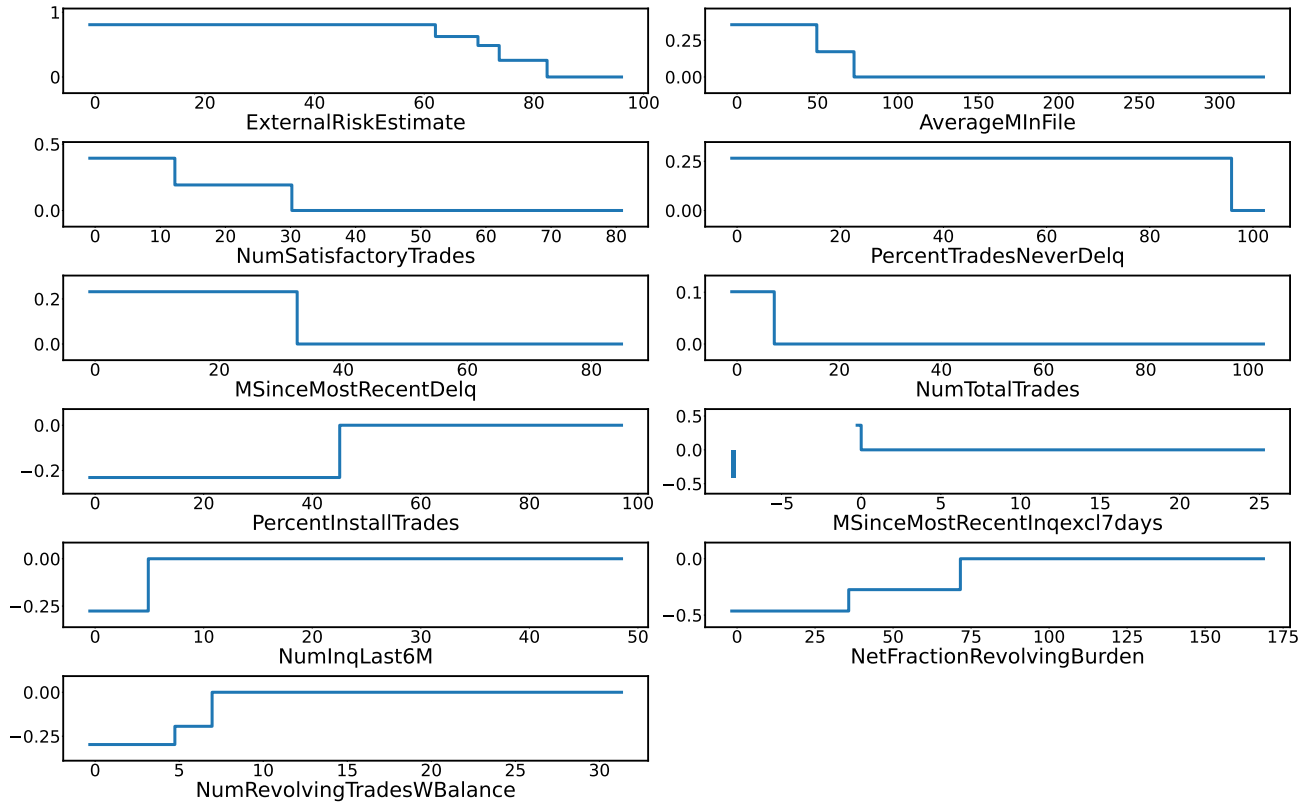 1
0
0 20 40 60 80 100
ExternalRiskEstimate
0.25
0.00
0 50 100 150 200 250 300
AverageMInFile
0.5
0.0
0 10 20 30 40 50 60 70 80
NumSatisfactoryTrades
0.25
0.00
0 20 40 60 80 100
PercentTradesNeverDelq
0.2
0.0
0 20 40 60 80
MSinceMostRecentDelq
0.1
0.0
0 20 40 60 80 100
NumTotalTrades
0.0
−0.2
0 20 40 60 80 100
PercentInstallTrades
0.5
0.0
−0.5
−5 0 5 10 15 20 25
MSinceMostRecentInqexcl7days
0.00
−0.25
0 10 20 30 40 50
NumInqLast6M
0.0
−0.5
0 25 50 75 100 125 150 175
NetFractionRevolvingBurden
0.00
−0.25
0 5 10 15 20 25 30
NumRevolvingTradesWBalance